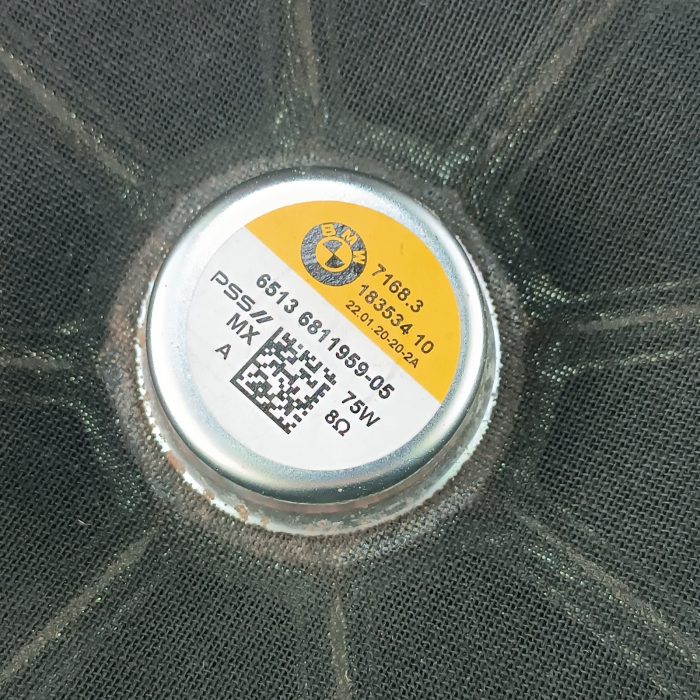 BMW
7168.3
183534 10
22.01.20-20-2A
6513 6811959-05
PSS//
MX
A
75W
8Ω